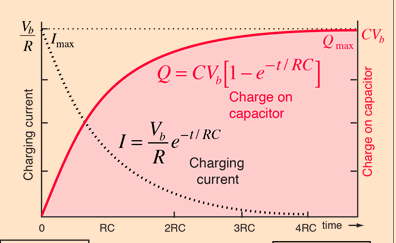 V_b/R
I_max
Q_max
CV_b
Q = CV_b[1 – e^{–t/RC}]
Charge on
capacitor
I = V_b/R e^{–t/RC}
Charging
current
Charging current
Charge on capacitor
0 RC 2RC 3RC 4RC time